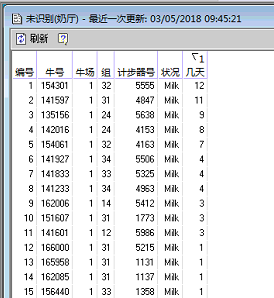 未识别(奶厅) - 最近一次更新: 03/05/2018 09:45:21
刷新 ?
1
编号 牛号 牛场 组 计步器号 状况 几天
1 154301 1 32 5555 Milk 12
2 141597 1 31 4847 Milk 11
3 135156 1 24 5638 Milk 9
4 142016 1 24 4153 Milk 8
5 154061 1 32 4163 Milk 7
6 141927 1 34 5506 Milk 4
7 141833 1 33 5325 Milk 4
8 141233 1 34 4963 Milk 4
9 162006 1 14 5412 Milk 3
10 151607 1 31 1773 Milk 3
11 141601 1 12 5986 Milk 3
12 166000 1 31 5215 Milk 1
13 165958 1 31 1131 Milk 1
14 162085 1 31 1137 Milk 1
15 156440 1 33 1358 Milk 1